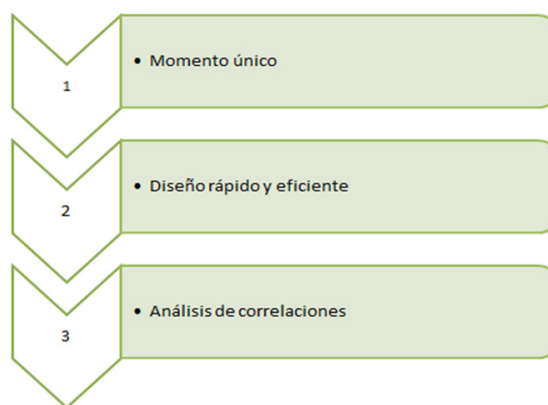 1
• Momento único
2
• Diseño rápido y eficiente
3
• Análisis de correlaciones